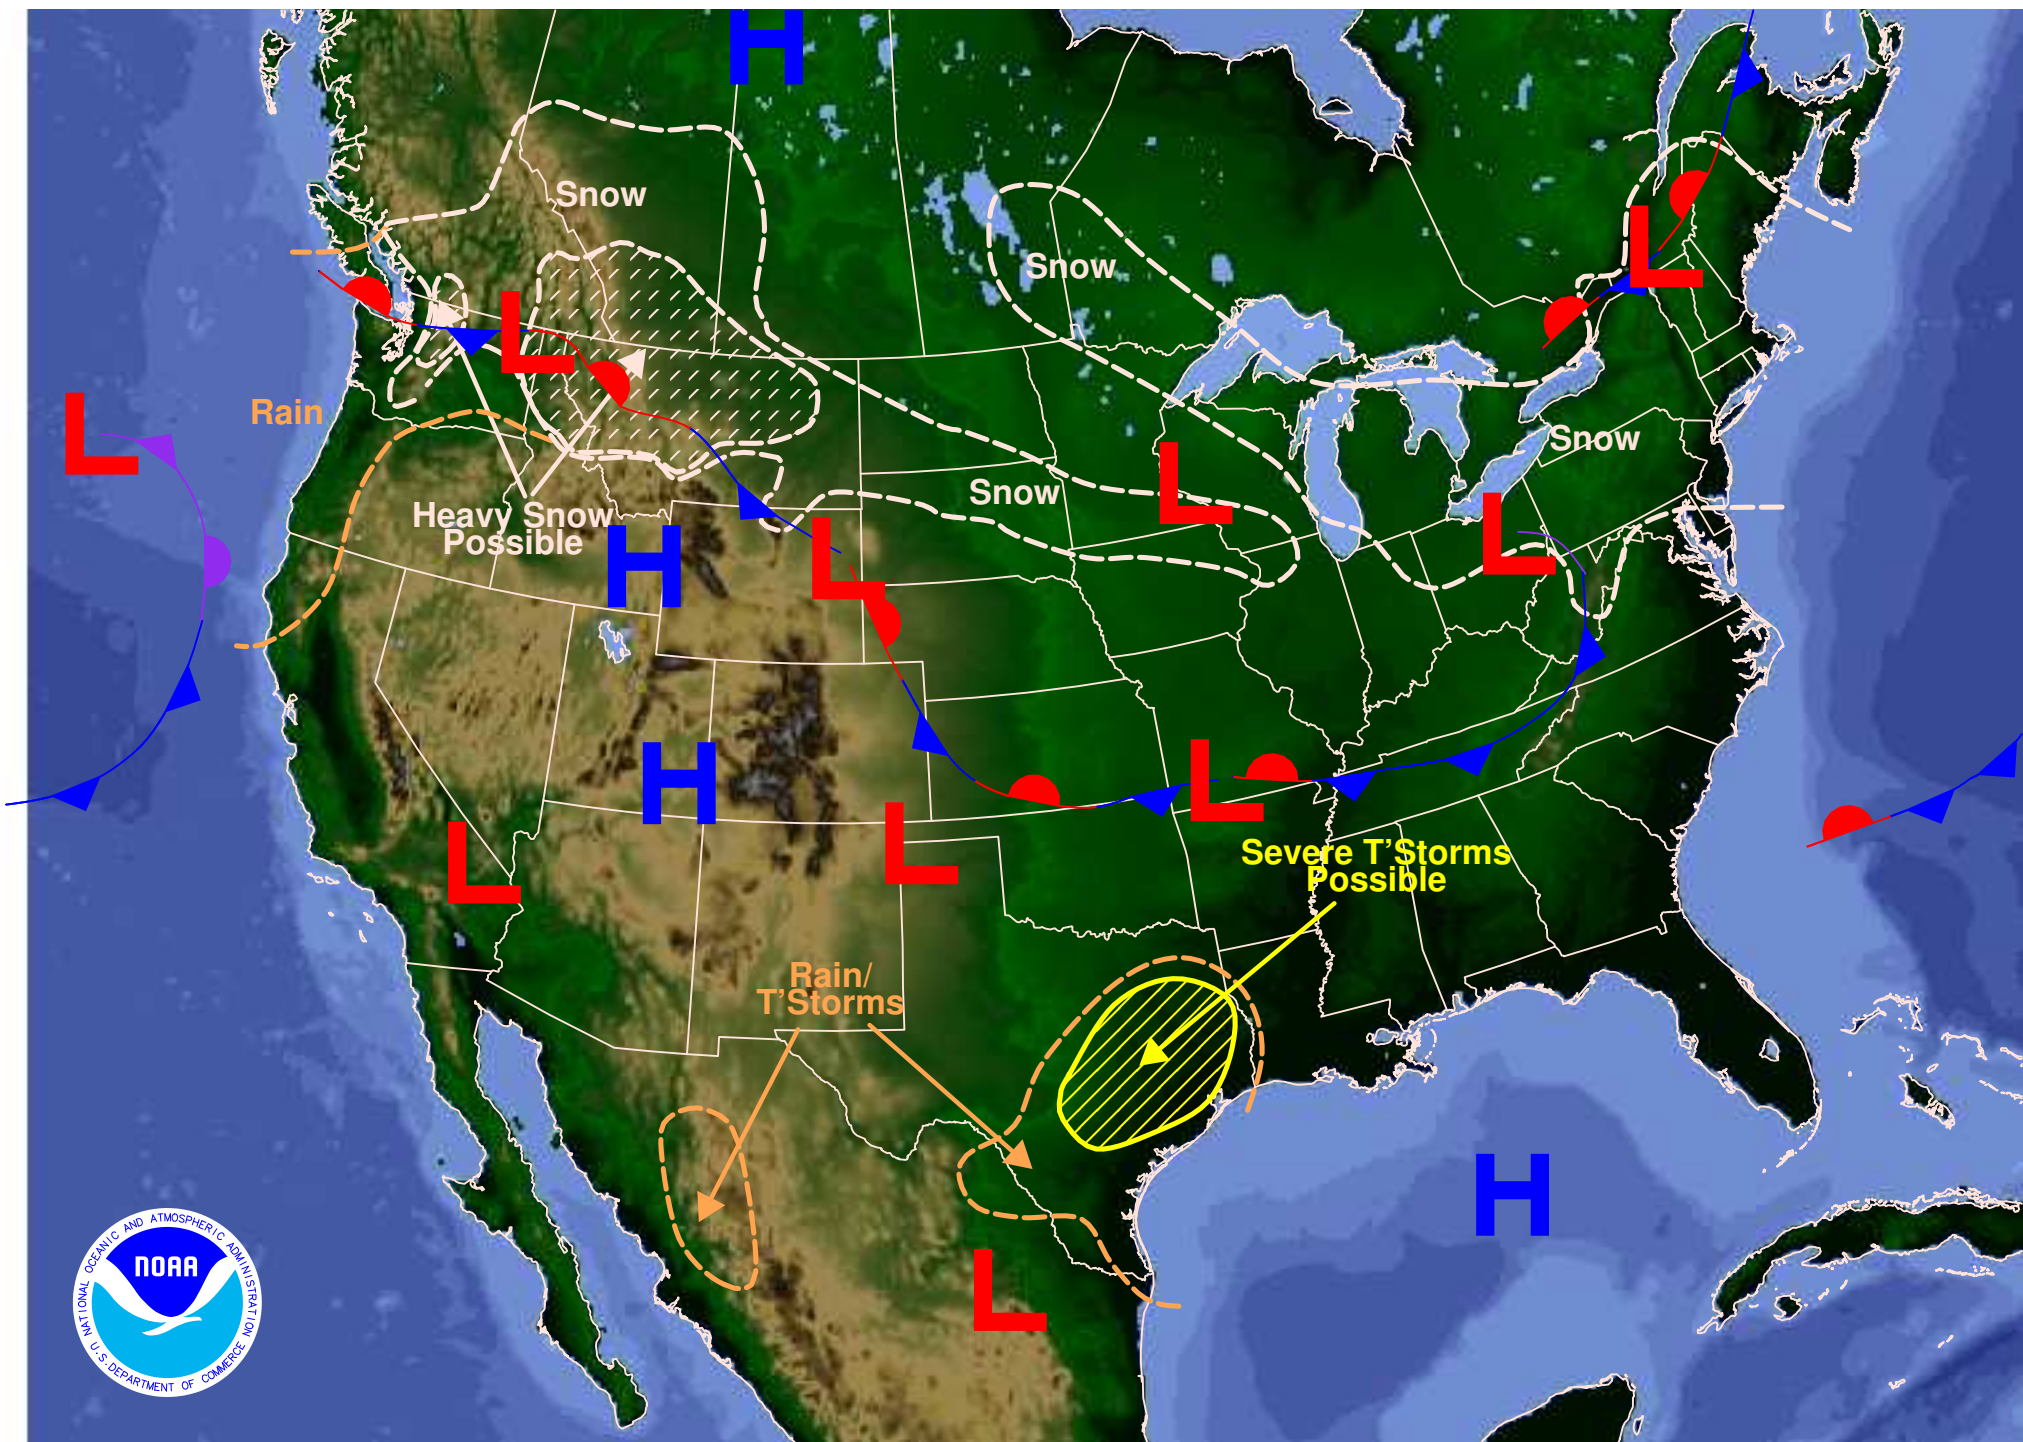 H
Snow
Snow
L
L
Rain
L
Snow
L
Snow
L
Heavy Snow
Possible
H
L
L
H
L
L
L
Severe T'Storms
Possible
Rain/
T'Storms
H
L
NOAA
NATIONAL OCEANIC AND ATMOSPHERIC ADMINISTRATION
U.S. DEPARTMENT OF COMMERCE